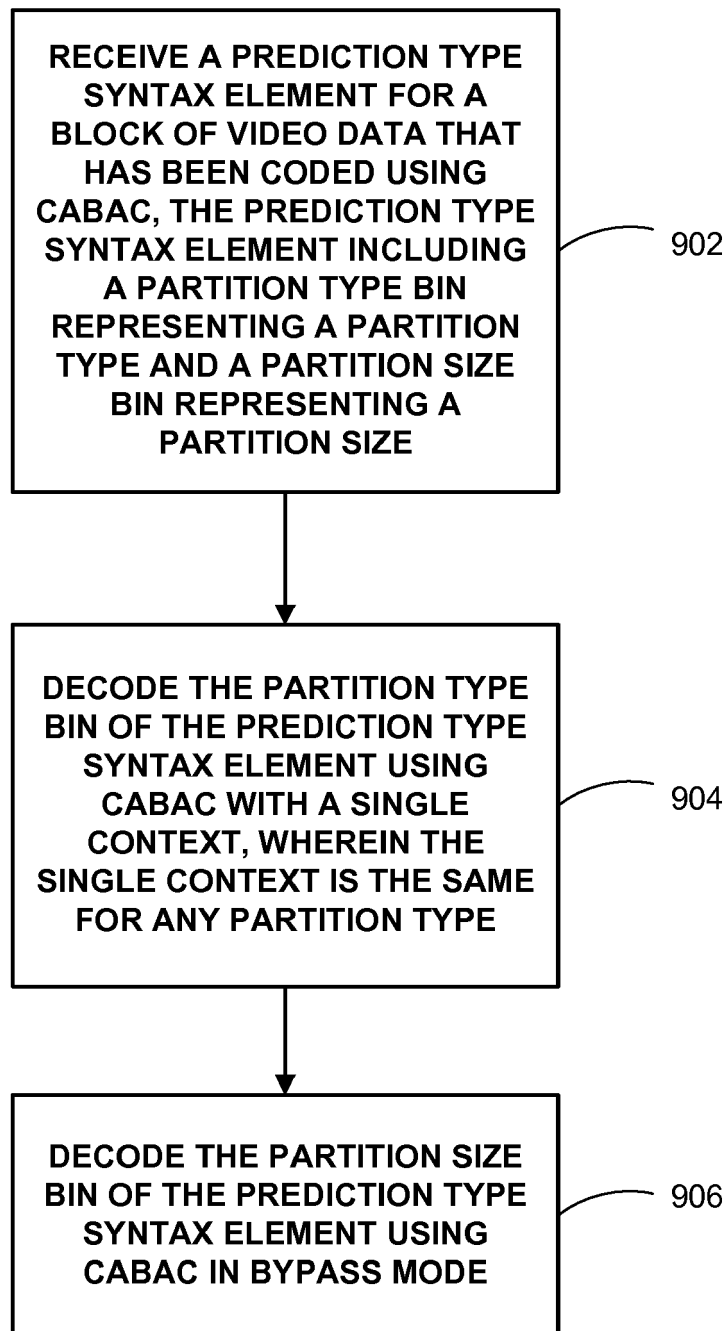 RECEIVE A PREDICTION TYPE
SYNTAX ELEMENT FOR A
BLOCK OF VIDEO DATA THAT
HAS BEEN CODED USING
CABAC, THE PREDICTION TYPE
SYNTAX ELEMENT INCLUDING
A PARTITION TYPE BIN
REPRESENTING A PARTITION
TYPE AND A PARTITION SIZE
BIN REPRESENTING A
PARTITION SIZE
902
DECODE THE PARTITION TYPE
BIN OF THE PREDICTION TYPE
SYNTAX ELEMENT USING
CABAC WITH A SINGLE
CONTEXT, WHEREIN THE
SINGLE CONTEXT IS THE SAME
FOR ANY PARTITION TYPE
904
DECODE THE PARTITION SIZE
BIN OF THE PREDICTION TYPE
SYNTAX ELEMENT USING
CABAC IN BYPASS MODE
906